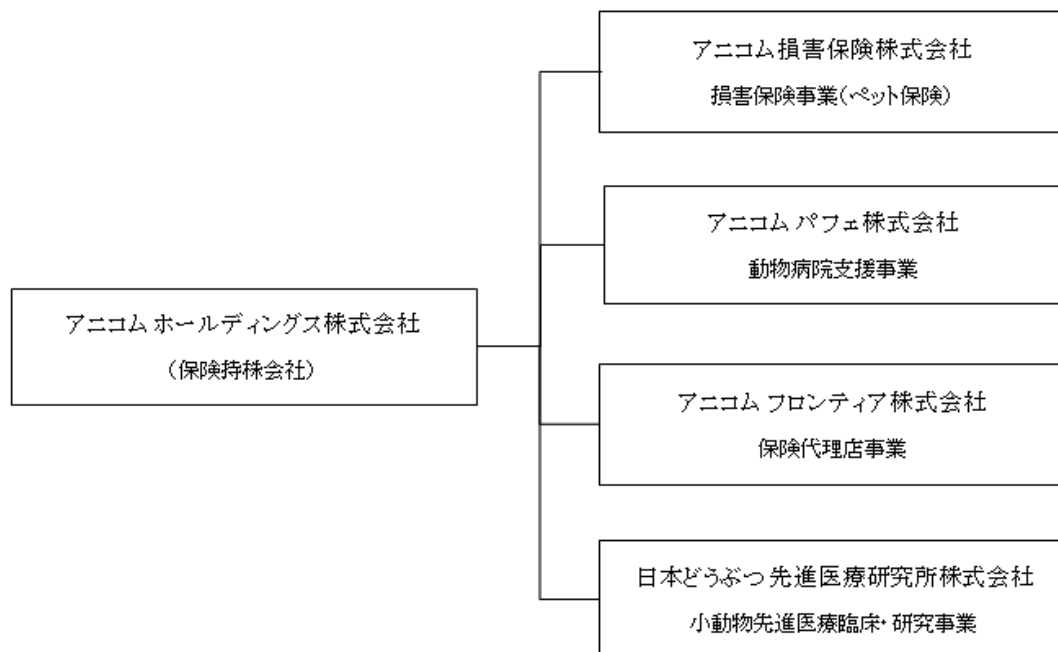 アニコム損害保険株式会社
損害保険事業(ペット保険)
アニコム パフェ株式会社
動物病院支援事業
アニコム ホールディングス株式会社
(保険持株会社)
アニコム フロンティア株式会社
保険代理店事業
日本どうぶつ先進医療研究所株式会社
小動物先進医療臨床・研究事業